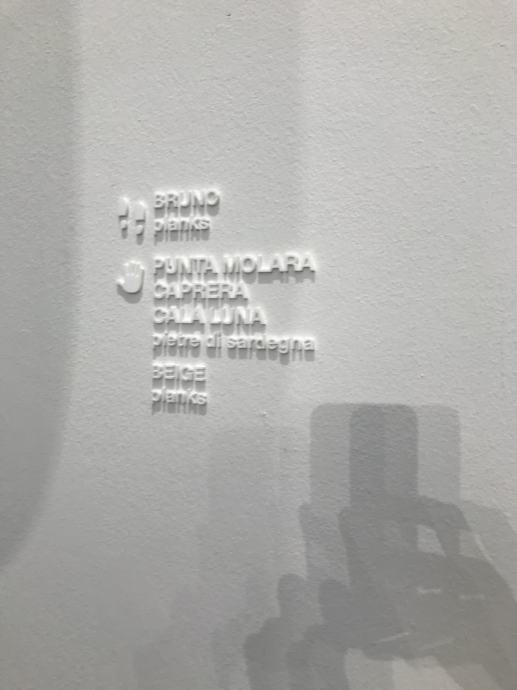 BRUNO
planks
PUNTA MOLARA
CAPRERA
CALA LUNA
pietre di sardegna
BEIGE
planks